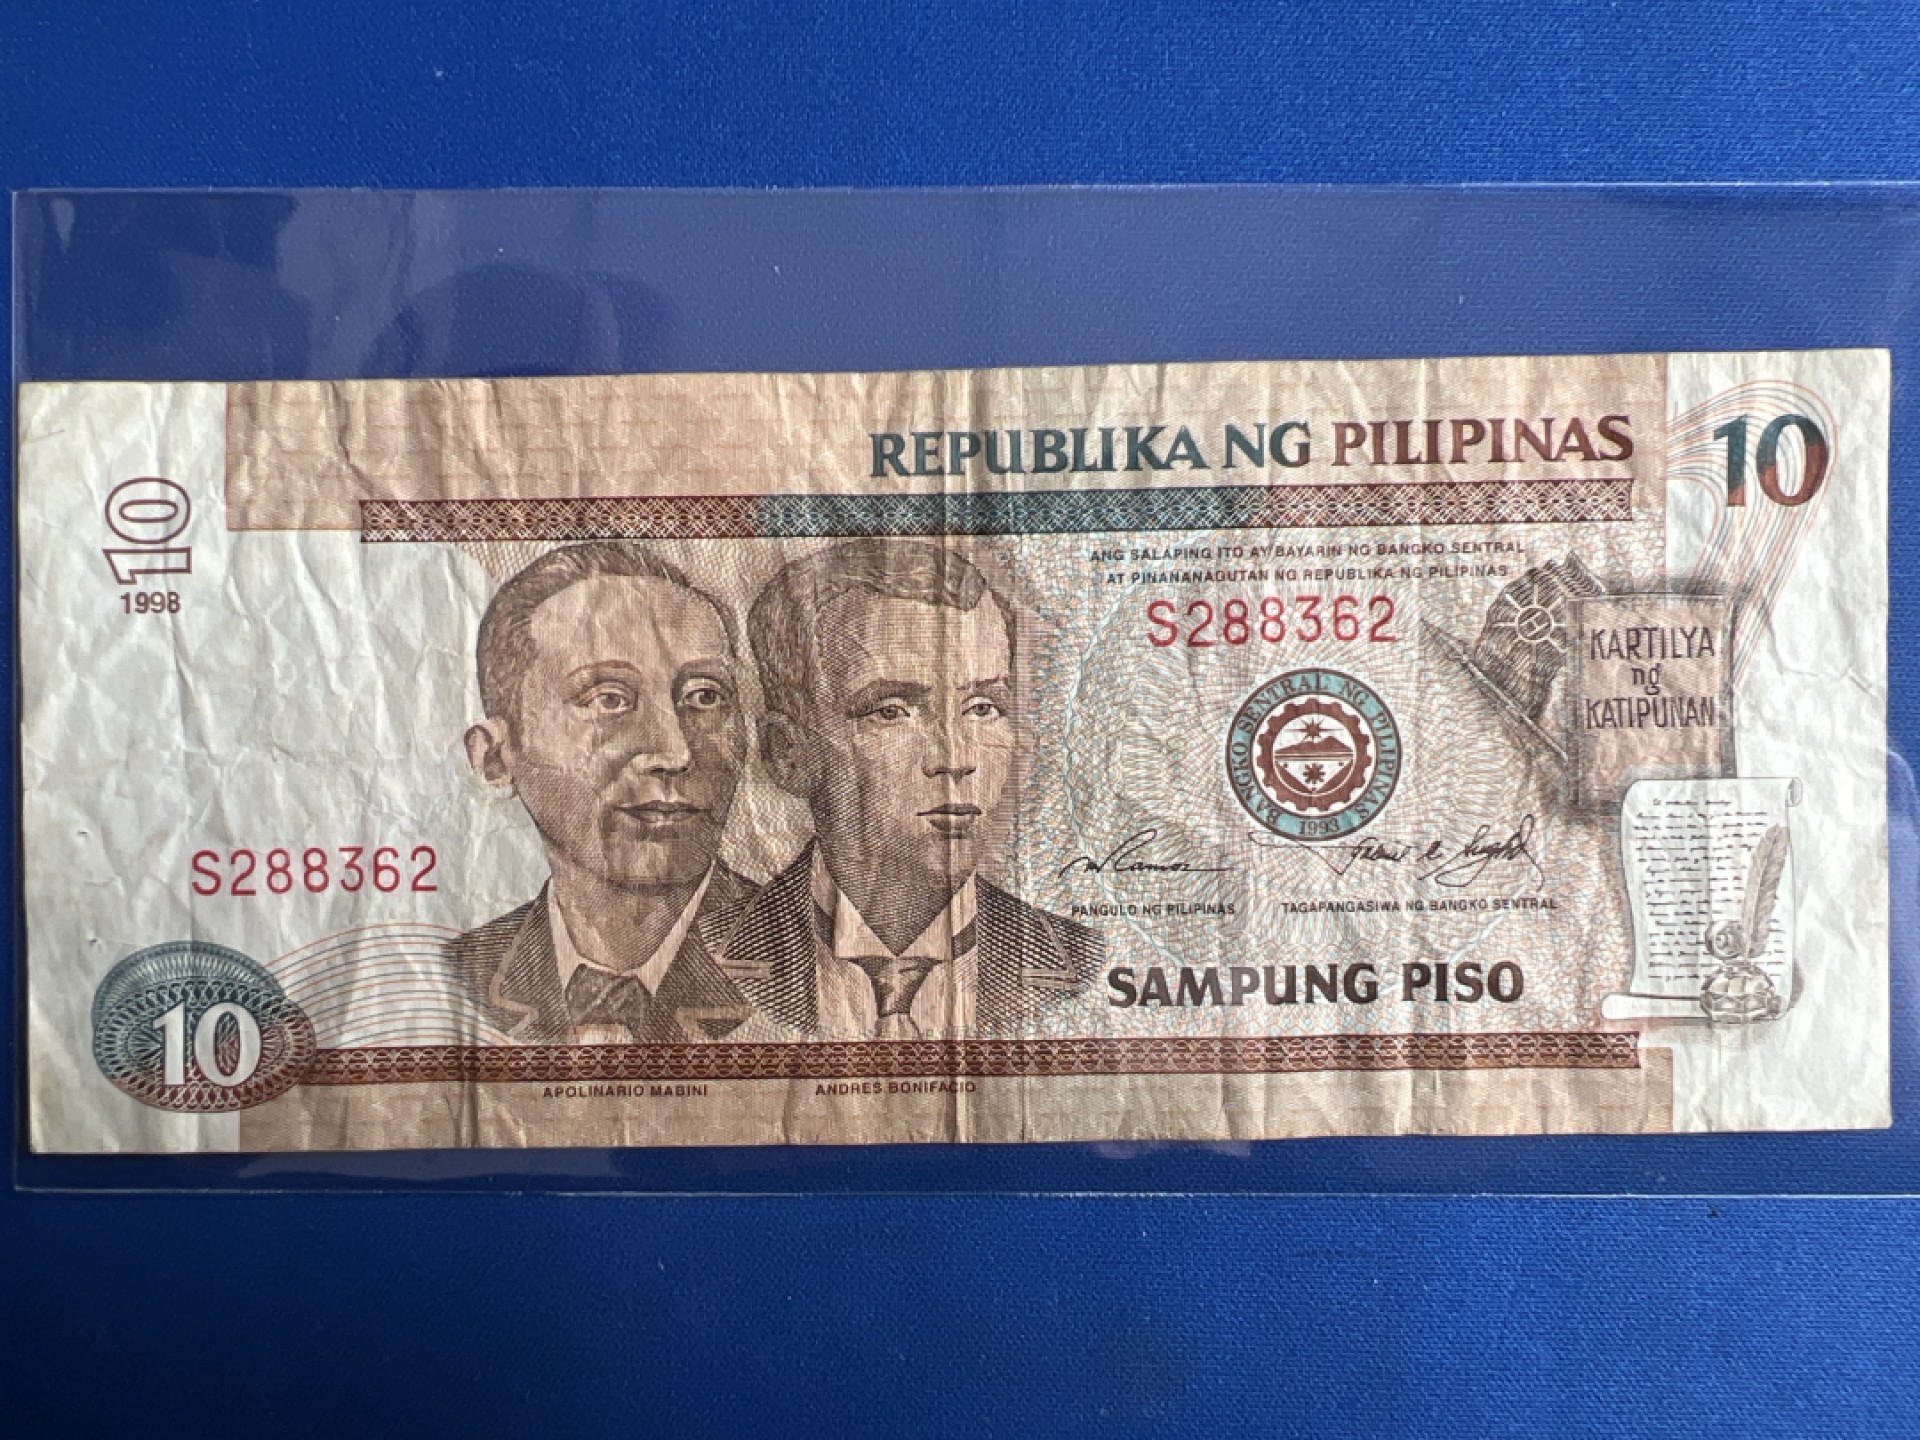 REPUBLIKA NG PILIPINAS
10
10
1998
ANG SALAPING ITO AY BAYARIN NG BANGKO SENTRAL
AT PINANANAGUTAN NG REPUBLIKA NG PILIPINAS
S288362
KARTILYA
ng
KATIPUNAN
BANGKO SENTRAL NG PILIPINAS
1993
S288362
PANGULO NG PILIPINAS
TAGAPANGASIWA NG BANGKO SENTRAL
SAMPUNG PISO
10
APOLINARIO MABINI
ANDRES BONIFACIO